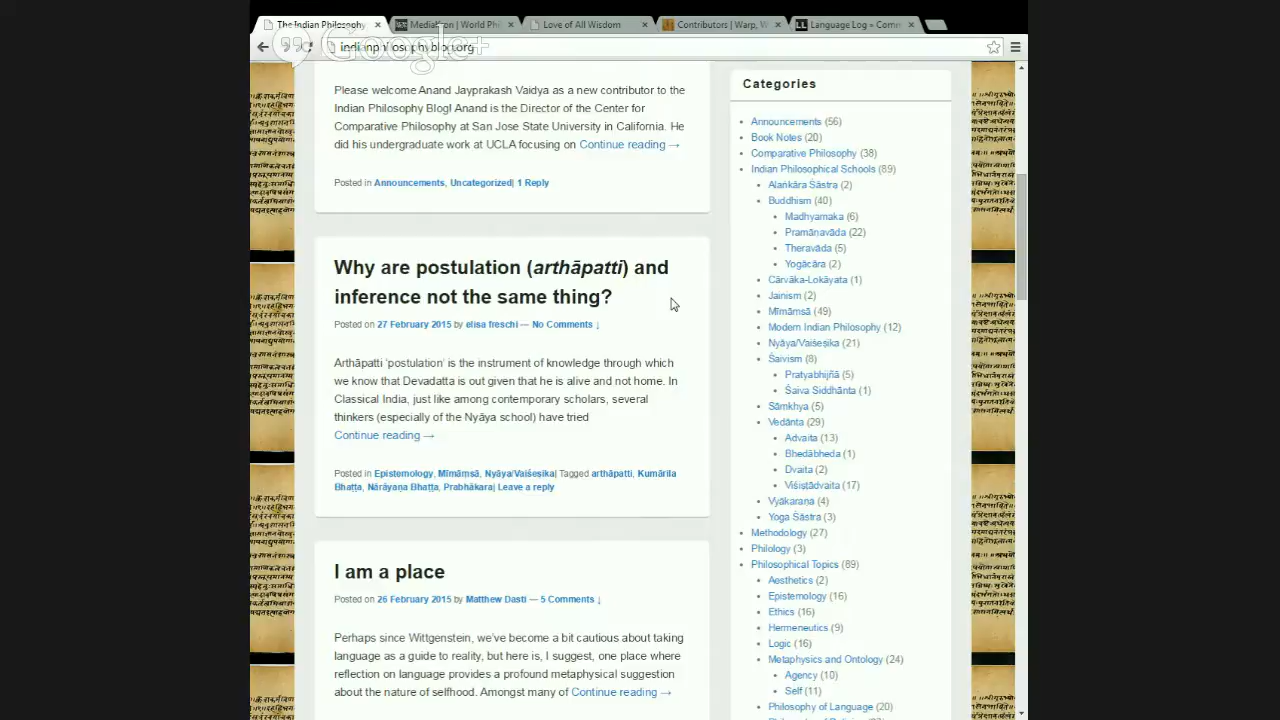 The Indian Philosophy
MediaKron | World Phi
Love of All Wisdom
Contributors | Warp, W
Language Log » Comm
Google+
indianphilosophyblog.org
Please welcome Anand Jayprakash Vaidya as a new contributor to the
Indian Philosophy Blog! Anand is the Director of the Center for
Comparative Philosophy at San Jose State University in California. He
did his undergraduate work at UCLA focusing on Continue reading →
Posted in Announcements, Uncategorized| 1 Reply
Why are postulation (arthāpatti) and
inference not the same thing?
Posted on 27 February 2015 by elisa freschi — No Comments ↓
Arthāpatti ‘postulation’ is the instrument of knowledge through which
we know that Devadatta is out given that he is alive and not home. In
Classical India, just like among contemporary scholars, several
thinkers (especially of the Nyāya school) have tried
Continue reading →
Posted in Epistemology, Mīmāṃsā, Nyāya/Vaiśeṣika| Tagged arthāpatti, Kumārila
Bhaṭṭa, Nārāyaṇa Bhaṭṭa, Prabhākara| Leave a reply
I am a place
Posted on 26 February 2015 by Matthew Dasti — 5 Comments ↓
Perhaps since Wittgenstein, we’ve become a bit cautious about taking
language as a guide to reality, but here is, I suggest, one place where
reflection on language provides a profound metaphysical suggestion
about the nature of selfhood. Amongst many of Continue reading →
Categories
Announcements (56)
Book Notes (20)
Comparative Philosophy (38)
Indian Philosophical Schools (89)
Alaṅkāra Śāstra (2)
Buddhism (40)
Madhyamaka (6)
Pramāṇavāda (22)
Theravāda (5)
Yogācāra (2)
Cārvāka-Lokāyata (1)
Jainism (2)
Mīmāṃsā (49)
Modern Indian Philosophy (12)
Nyāya/Vaiśeṣika (21)
Śaivism (8)
Pratyabhijñā (5)
Śaiva Siddhānta (1)
Sāṃkhya (5)
Vedānta (29)
Advaita (13)
Bhedābheda (1)
Dvaita (2)
Viśiṣṭādvaita (17)
Vyākaraṇa (4)
Yoga Śāstra (3)
Methodology (27)
Philology (3)
Philosophical Topics (89)
Aesthetics (2)
Epistemology (16)
Ethics (16)
Hermeneutics (9)
Logic (16)
Metaphysics and Ontology (24)
Agency (10)
Self (11)
Philosophy of Language (20)